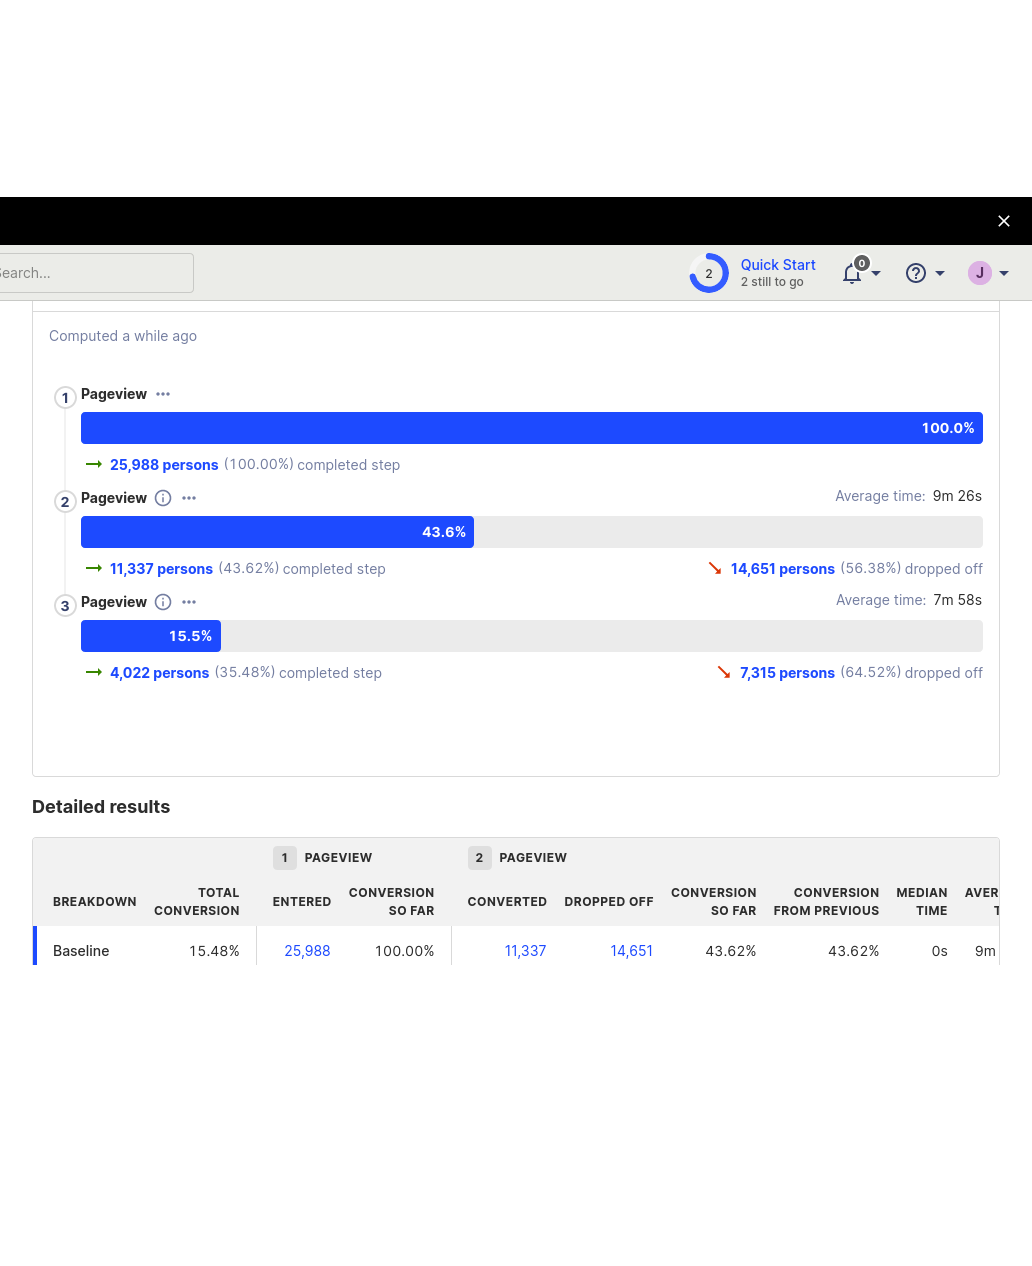 Search...
2
Quick Start
2 still to go
0
J
Computed a while ago
1 Pageview
100.0%
25,988 persons (100.00%) completed step
2 Pageview Average time: 9m 26s
43.6%
11,337 persons (43.62%) completed step 14,651 persons (56.38%) dropped off
3 Pageview Average time: 7m 58s
15.5%
4,022 persons (35.48%) completed step 7,315 persons (64.52%) dropped off
Detailed results
1 PAGEVIEW 2 PAGEVIEW
BREAKDOWN TOTAL CONVERSION ENTERED CONVERSION SO FAR CONVERTED DROPPED OFF CONVERSION SO FAR CONVERSION FROM PREVIOUS MEDIAN TIME AVER
Baseline 15.48% 25,988 100.00% 11,337 14,651 43.62% 43.62% 0s 9m